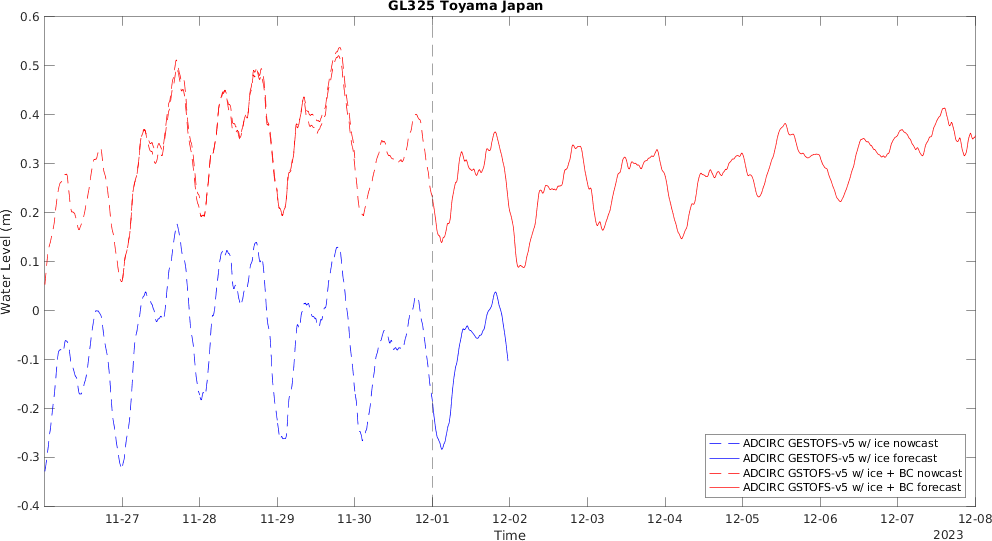 GL325 Toyama Japan
0.6
0.5
0.4
0.3
0.2
0.1
0
-0.1
-0.2
-0.3
-0.4
Water Level (m)
ADCIRC GESTOFS-v5 w/ ice nowcast
ADCIRC GESTOFS-v5 w/ ice forecast
ADCIRC GSTOFS-v5 w/ ice + BC nowcast
ADCIRC GSTOFS-v5 w/ ice + BC forecast
11-27 11-28 11-29 11-30 12-01 12-02 12-03 12-04 12-05 12-06 12-07 12-08
Time
2023